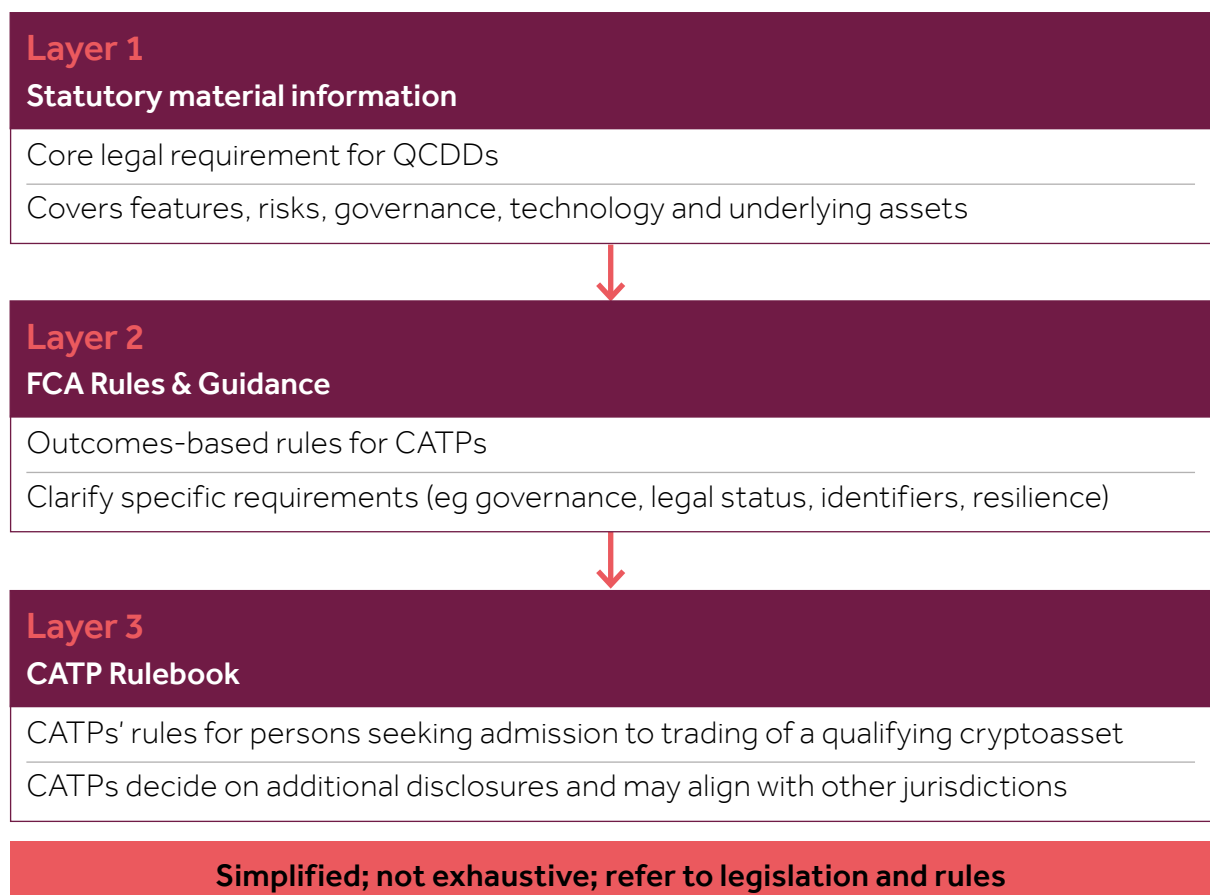 Layer 1
Statutory material information
Core legal requirement for QCDDs
Covers features, risks, governance, technology and underlying assets
Layer 2
FCA Rules & Guidance
Outcomes-based rules for CATPs
Clarify specific requirements (eg governance, legal status, identifiers, resilience)
Layer 3
CATP Rulebook
CATPs’ rules for persons seeking admission to trading of a qualifying cryptoasset
CATPs decide on additional disclosures and may align with other jurisdictions
Simplified; not exhaustive; refer to legislation and rules